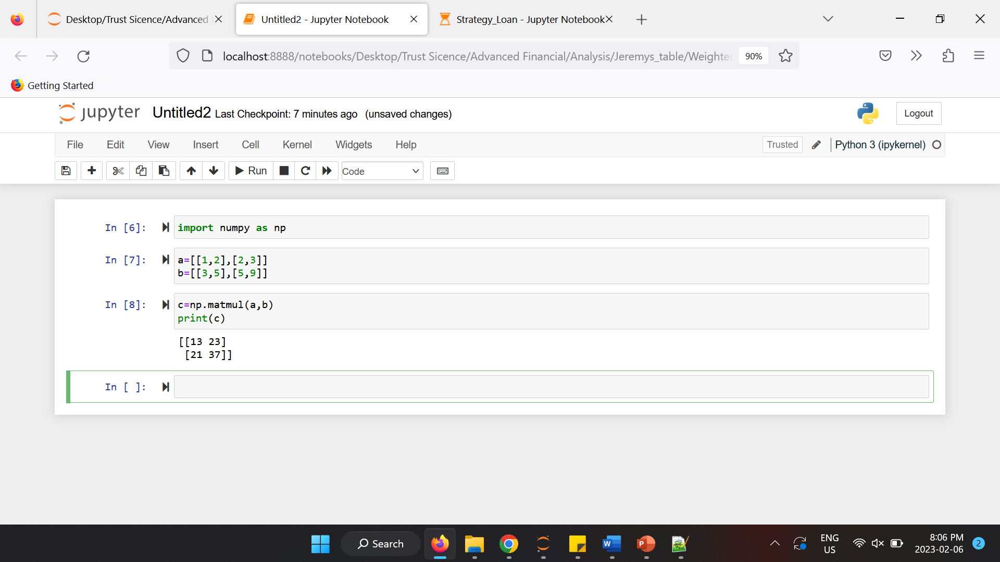 Desktop/Trust Sicence/Advanced
Untitled2 - Jupyter Notebook
Strategy_Loan - Jupyter Notebook
localhost:8888/notebooks/Desktop/Trust Sicence/Advanced Financial/Analysis/Jeremys_table/Weighted
90%
Getting Started
jupyter Untitled2 Last Checkpoint: 7 minutes ago (unsaved changes)
Logout
File Edit View Insert Cell Kernel Widgets Help
Trusted Python 3 (ipykernel)
Run Code
In [6]: import numpy as np
In [7]: a=[[1,2],[2,3]]
b=[[3,5],[5,9]]
In [8]: c=np.matmul(a,b)
print(c)
[[13 23]
[21 37]]
In [ ]:
Search
W
P
ENG
US
8:06 PM
2023-02-06
2